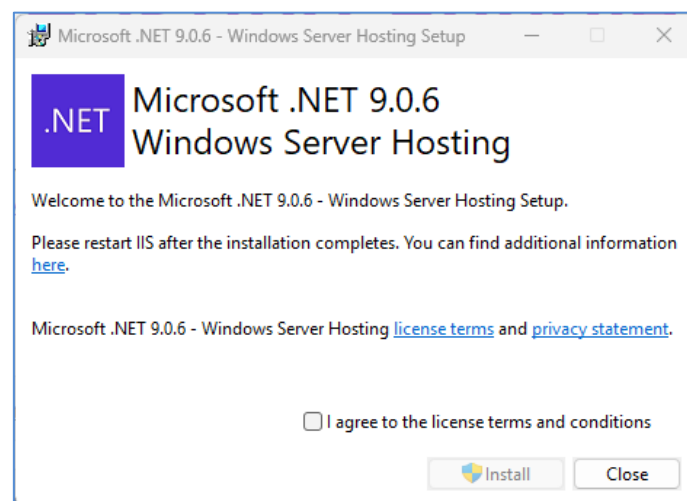 Microsoft .NET 9.0.6 - Windows Server Hosting Setup
.NET
Microsoft .NET 9.0.6
Windows Server Hosting
Welcome to the Microsoft .NET 9.0.6 - Windows Server Hosting Setup.
Please restart IIS after the installation completes. You can find additional information
here.
Microsoft .NET 9.0.6 - Windows Server Hosting license terms and privacy statement.
I agree to the license terms and conditions
Install
Close